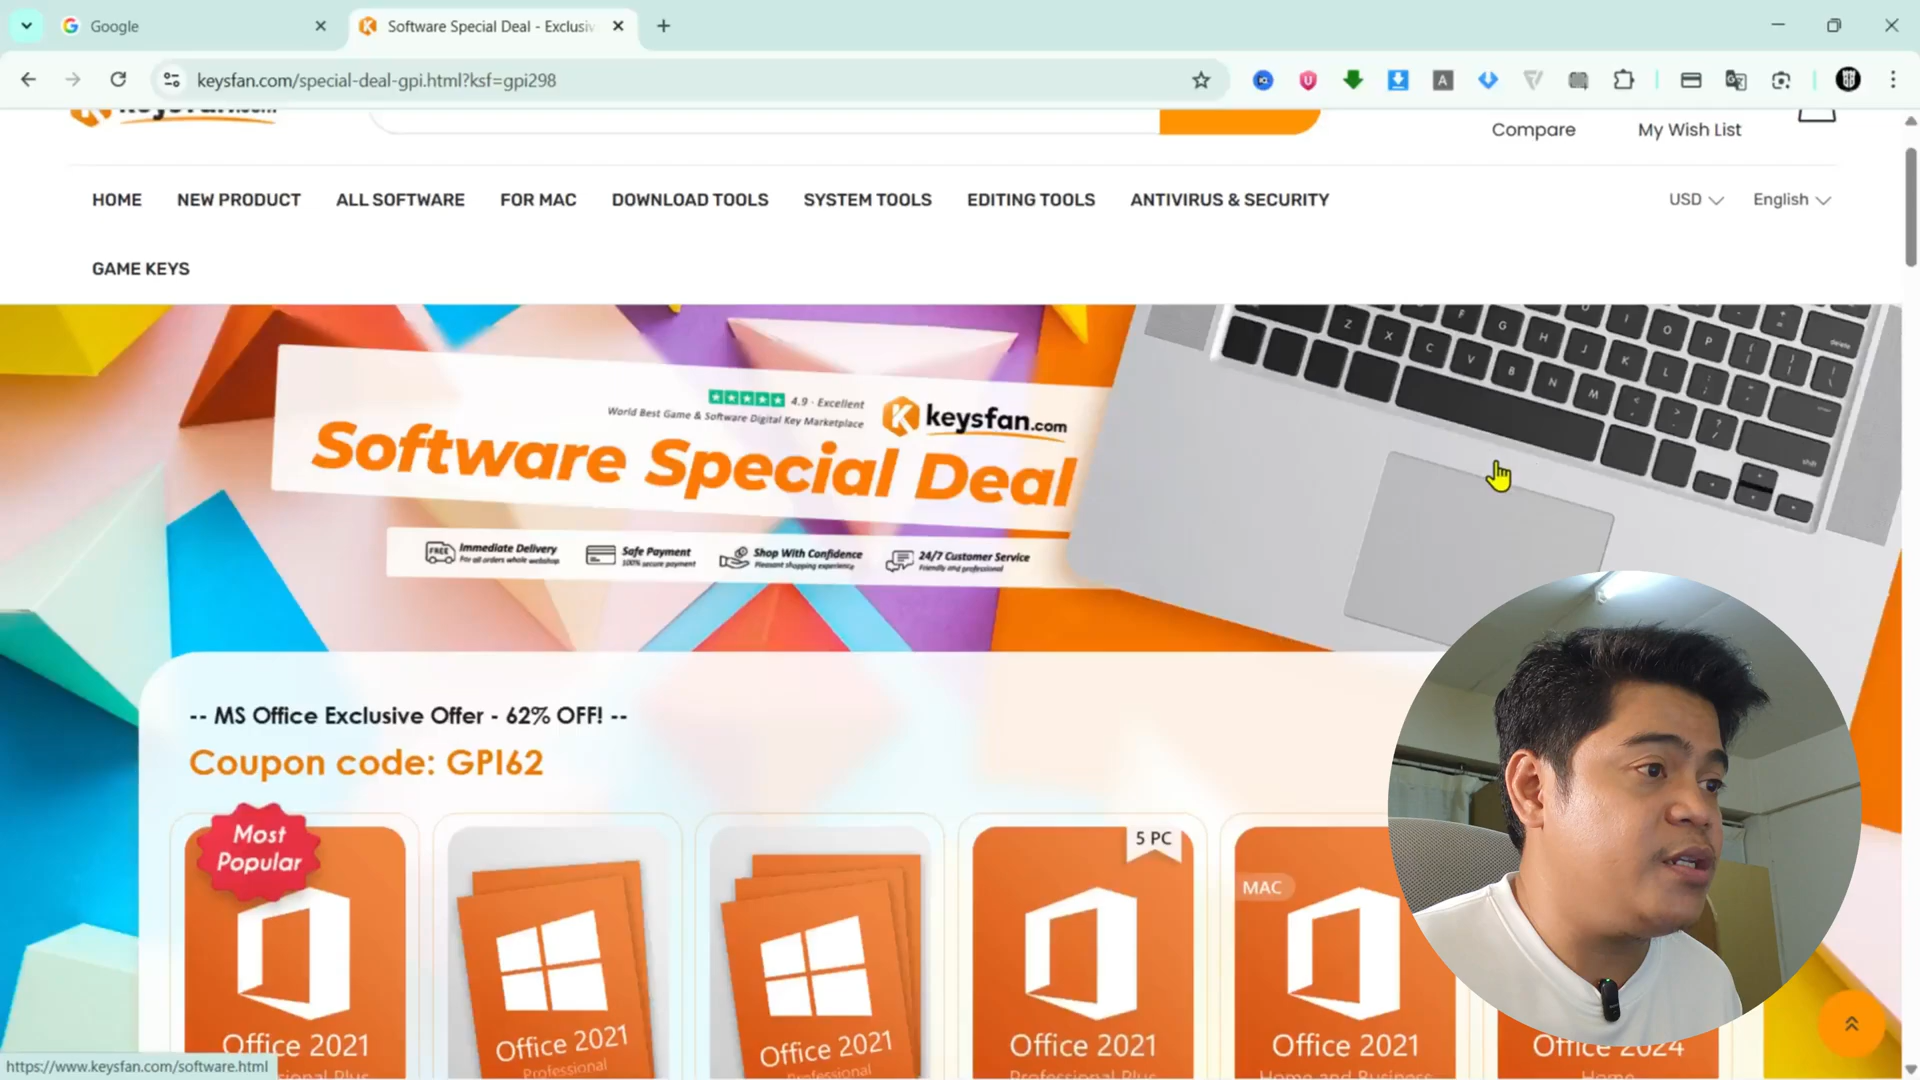 Google
Software Special Deal - Exclusiv
keysfan.com/special-deal-gpi.html?ksf=gpi298
Compare
My Wish List
HOME
NEW PRODUCT
ALL SOFTWARE
FOR MAC
DOWNLOAD TOOLS
SYSTEM TOOLS
EDITING TOOLS
ANTIVIRUS & SECURITY
USD
English
GAME KEYS
4.9 · Excellent
World Best Game & Software Digital Key Marketplace
keysfan.com
Software Special Deal
FREE
Immediate Delivery
For all orders whole webshop
Safe Payment
100% secure payment
Shop With Confidence
Pleasant shopping experience
24/7 Customer Service
Friendly and professional
-- MS Office Exclusive Offer - 62% OFF! --
Coupon code: GPI62
Most
Popular
5 PC
MAC
Office 2021
Professional Plus
Office 2021
Professional
Office 2021
Professional
Office 2021
Professional Plus
Office 2021
Home and Business
Office 2024
Home
https://www.keysfan.com/software.html